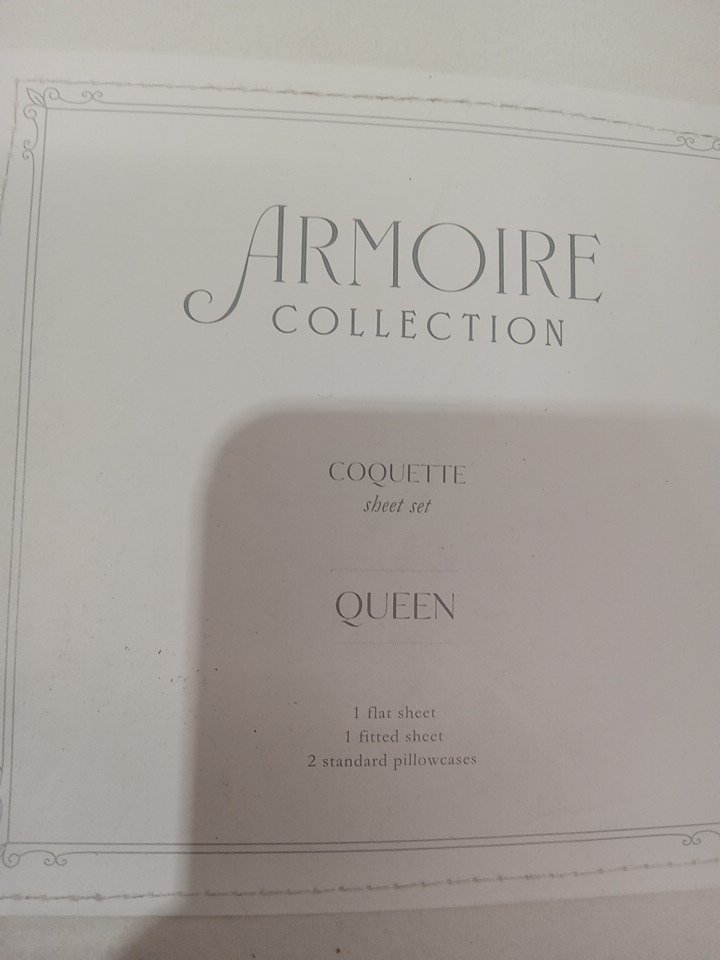 ARMOIRE
COLLECTION
COQUETTE
sheet set
QUEEN
1 flat sheet
1 fitted sheet
2 standard pillowcases